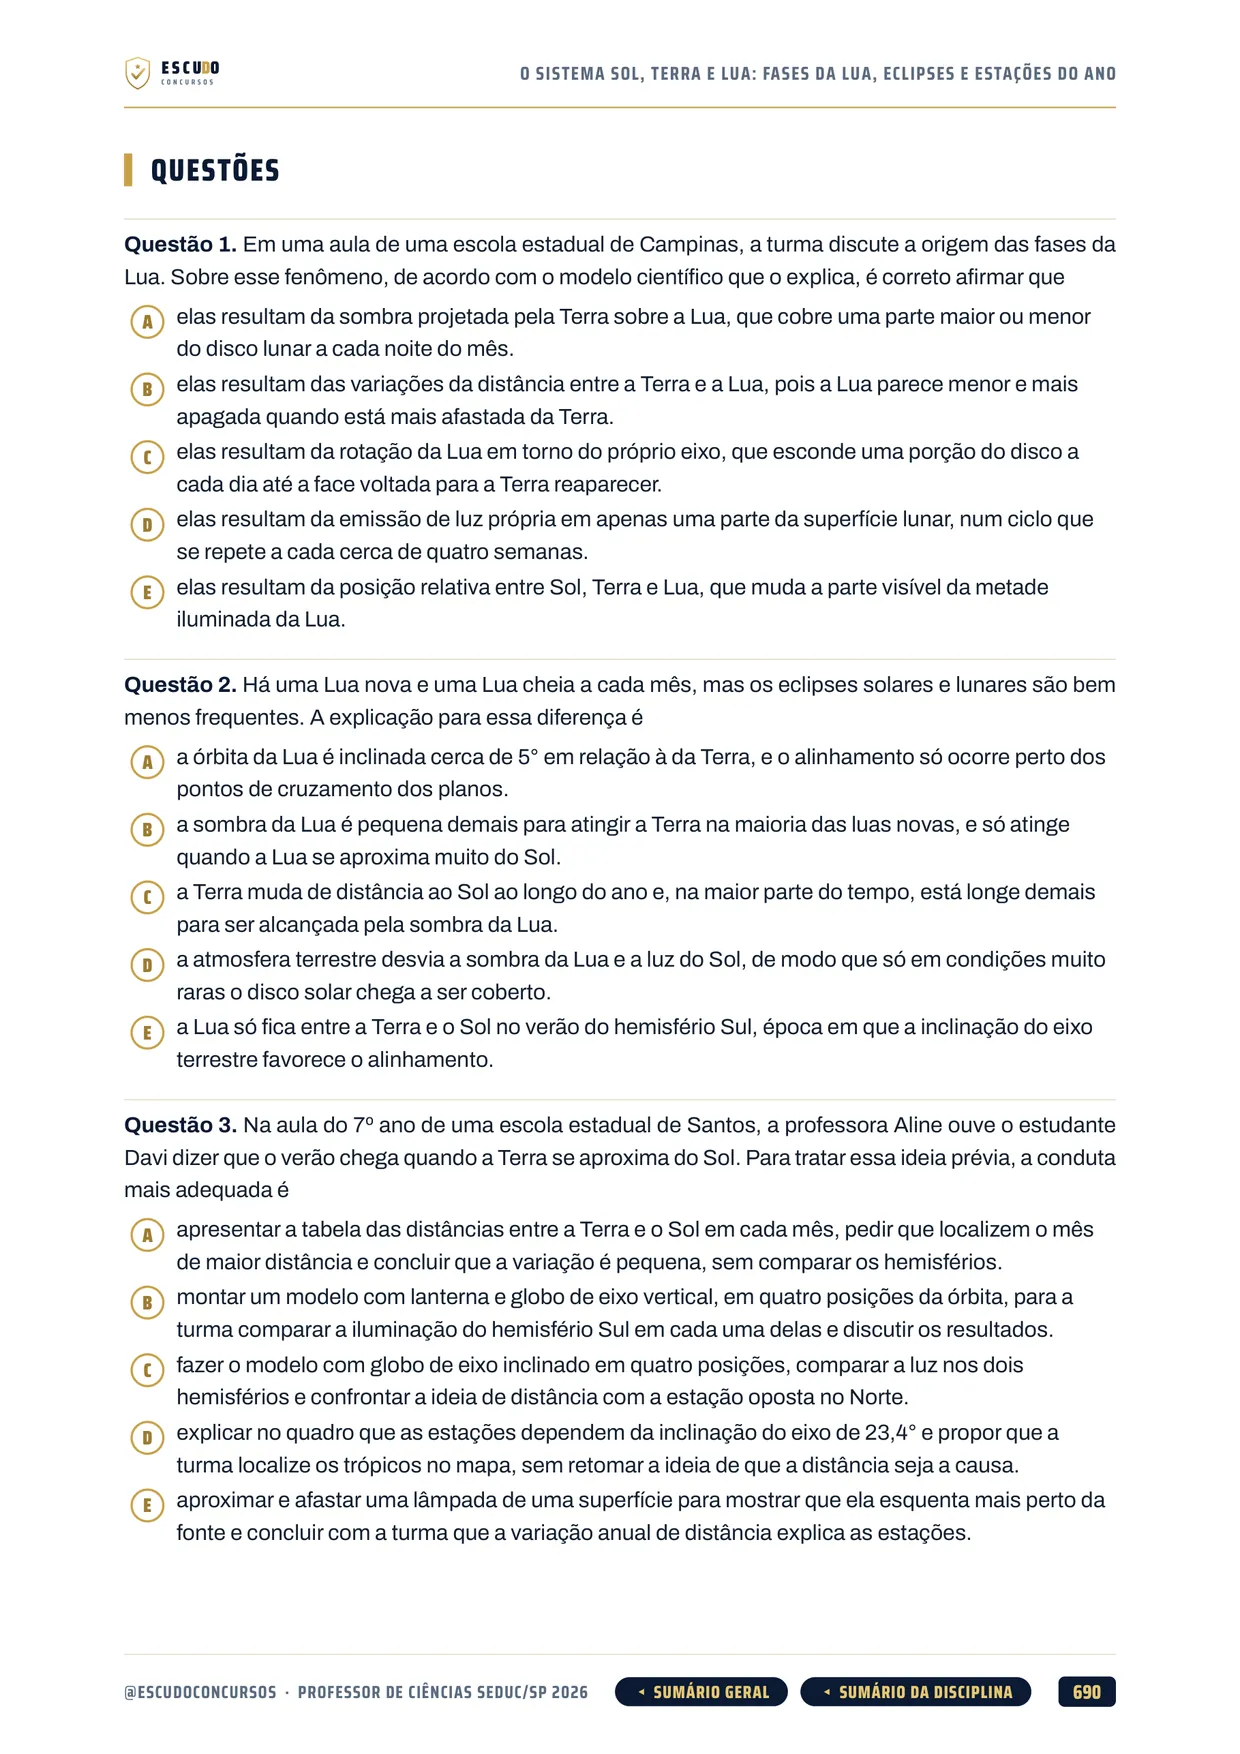 ESCUDO
CONCURSOS
O SISTEMA SOL, TERRA E LUA: FASES DA LUA, ECLIPSES E ESTAÇÕES DO ANO
QUESTÕES
Questão 1. Em uma aula de uma escola estadual de Campinas, a turma discute a origem das fases da
Lua. Sobre esse fenômeno, de acordo com o modelo científico que o explica, é correto afirmar que
A elas resultam da sombra projetada pela Terra sobre a Lua, que cobre uma parte maior ou menor
do disco lunar a cada noite do mês.
B elas resultam das variações da distância entre a Terra e a Lua, pois a Lua parece menor e mais
apagada quando está mais afastada da Terra.
C elas resultam da rotação da Lua em torno do próprio eixo, que esconde uma porção do disco a
cada dia até a face voltada para a Terra reaparecer.
D elas resultam da emissão de luz própria em apenas uma parte da superfície lunar, num ciclo que
se repete a cada cerca de quatro semanas.
E elas resultam da posição relativa entre Sol, Terra e Lua, que muda a parte visível da metade
iluminada da Lua.
Questão 2. Há uma Lua nova e uma Lua cheia a cada mês, mas os eclipses solares e lunares são bem
menos frequentes. A explicação para essa diferença é
A a órbita da Lua é inclinada cerca de 5° em relação à da Terra, e o alinhamento só ocorre perto dos
pontos de cruzamento dos planos.
B a sombra da Lua é pequena demais para atingir a Terra na maioria das luas novas, e só atinge
quando a Lua se aproxima muito do Sol.
C a Terra muda de distância ao Sol ao longo do ano e, na maior parte do tempo, está longe demais
para ser alcançada pela sombra da Lua.
D a atmosfera terrestre desvia a sombra da Lua e a luz do Sol, de modo que só em condições muito
raras o disco solar chega a ser coberto.
E a Lua só fica entre a Terra e o Sol no verão do hemisfério Sul, época em que a inclinação do eixo
terrestre favorece o alinhamento.
Questão 3. Na aula do 7º ano de uma escola estadual de Santos, a professora Aline ouve o estudante
Davi dizer que o verão chega quando a Terra se aproxima do Sol. Para tratar essa ideia prévia, a conduta
mais adequada é
A apresentar a tabela das distâncias entre a Terra e o Sol em cada mês, pedir que localizem o mês
de maior distância e concluir que a variação é pequena, sem comparar os hemisférios.
B montar um modelo com lanterna e globo de eixo vertical, em quatro posições da órbita, para a
turma comparar a iluminação do hemisfério Sul em cada uma delas e discutir os resultados.
C fazer o modelo com globo de eixo inclinado em quatro posições, comparar a luz nos dois
hemisférios e confrontar a ideia de distância com a estação oposta no Norte.
D explicar no quadro que as estações dependem da inclinação do eixo de 23,4° e propor que a
turma localize os trópicos no mapa, sem retomar a ideia de que a distância seja a causa.
E aproximar e afastar uma lâmpada de uma superfície para mostrar que ela esquenta mais perto da
fonte e concluir com a turma que a variação anual de distância explica as estações.
@ESCUDOCONCURSOS · PROFESSOR DE CIÊNCIAS SEDUC/SP 2026 SUMÁRIO GERAL SUMÁRIO DA DISCIPLINA 690